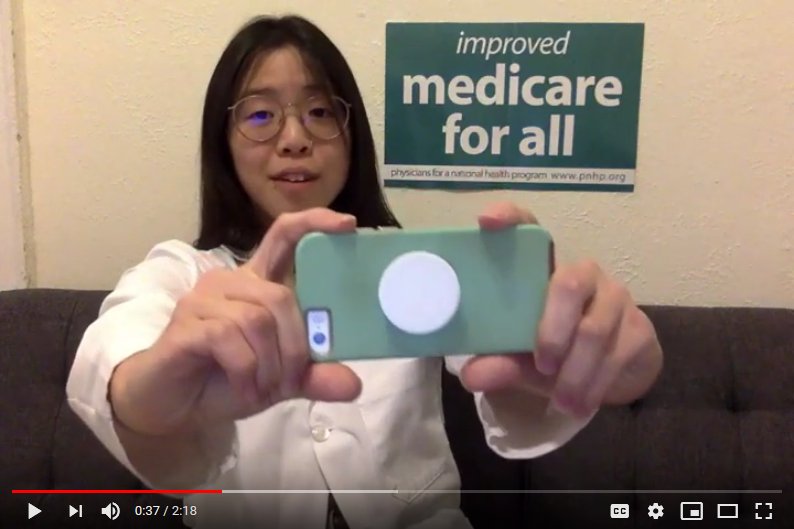 improved
medicare
for all
physicians for a national health program www.pnhp.org
0:37 / 2:18
CC